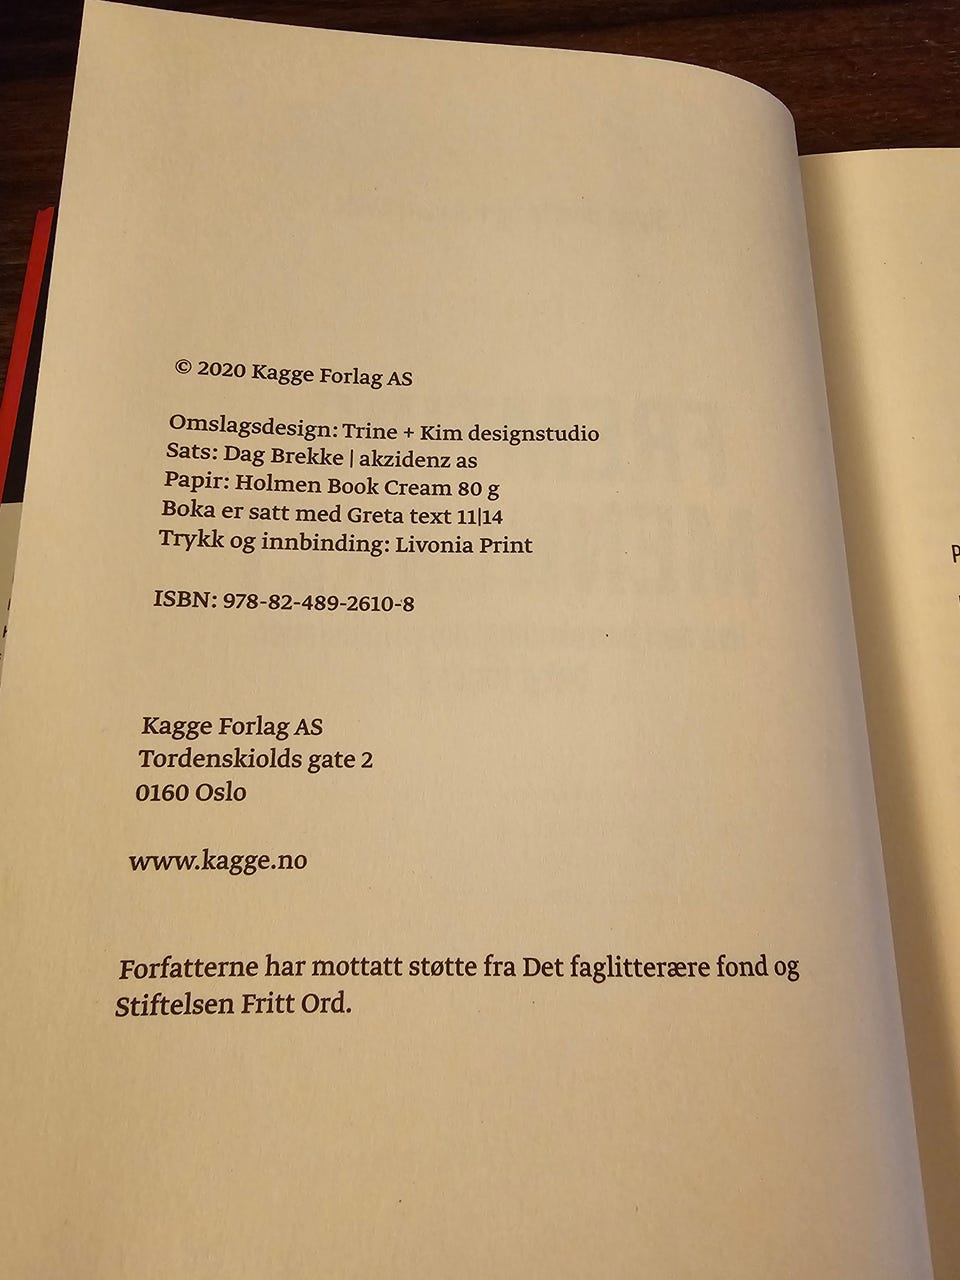 © 2020 Kagge Forlag AS
Omslagsdesign: Trine + Kim designstudio
Sats: Dag Brekke | akzidenz as
Papir: Holmen Book Cream 80 g
Boka er satt med Greta text 11|14
Trykk og innbinding: Livonia Print
ISBN: 978-82-489-2610-8
Kagge Forlag AS
Tordenskiolds gate 2
0160 Oslo
www.kagge.no
Forfatterne har mottatt støtte fra Det faglitterære fond og
Stiftelsen Fritt Ord.